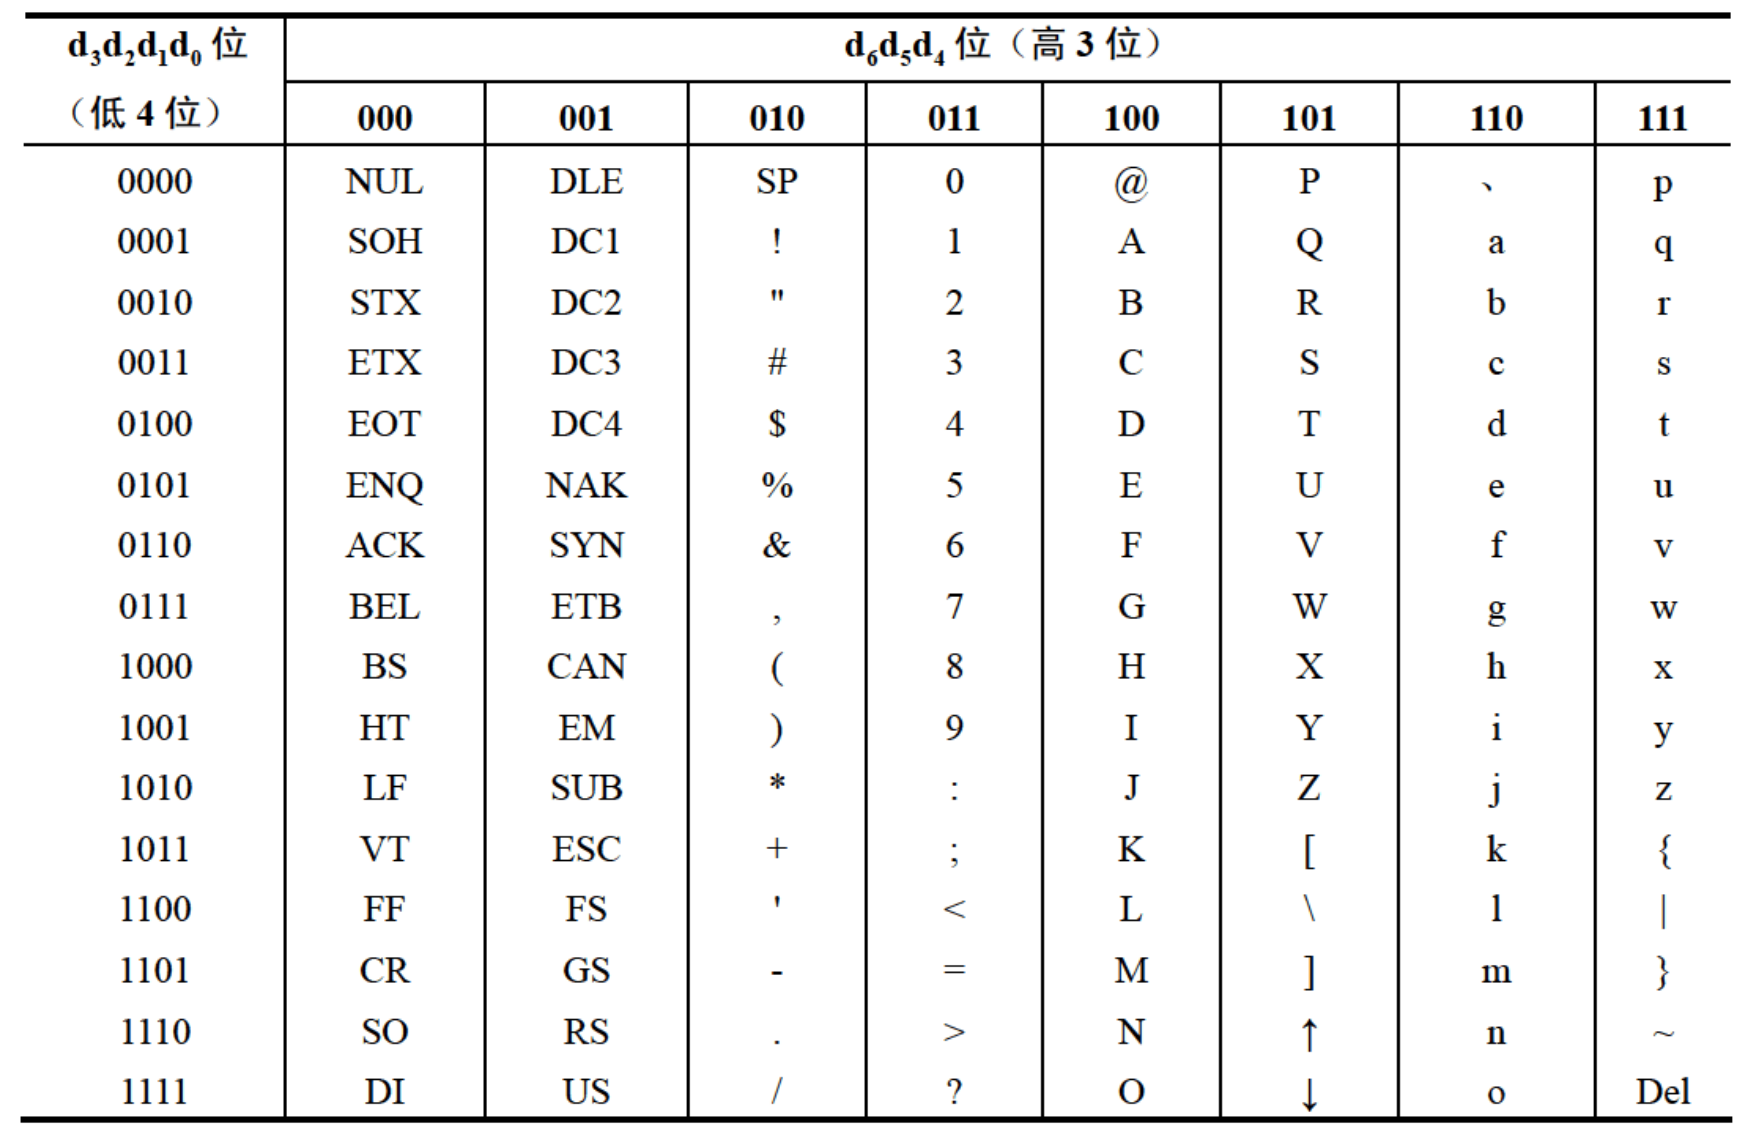 d3d2d1d0 位 d6d5d4 位（高 3 位）
（低 4 位） 000 001 010 011 100 101 110 111
0000 NUL DLE SP 0 @ P 、 p
0001 SOH DC1 ! 1 A Q a q
0010 STX DC2 " 2 B R b r
0011 ETX DC3 # 3 C S c s
0100 EOT DC4 $ 4 D T d t
0101 ENQ NAK % 5 E U e u
0110 ACK SYN & 6 F V f v
0111 BEL ETB , 7 G W g w
1000 BS CAN ( 8 H X h x
1001 HT EM ) 9 I Y i y
1010 LF SUB * : J Z j z
1011 VT ESC + ; K [ k {
1100 FF FS ' < L \ l |
1101 CR GS - = M ] m }
1110 SO RS . > N ↑ n ~
1111 DI US / ? O ↓ o Del